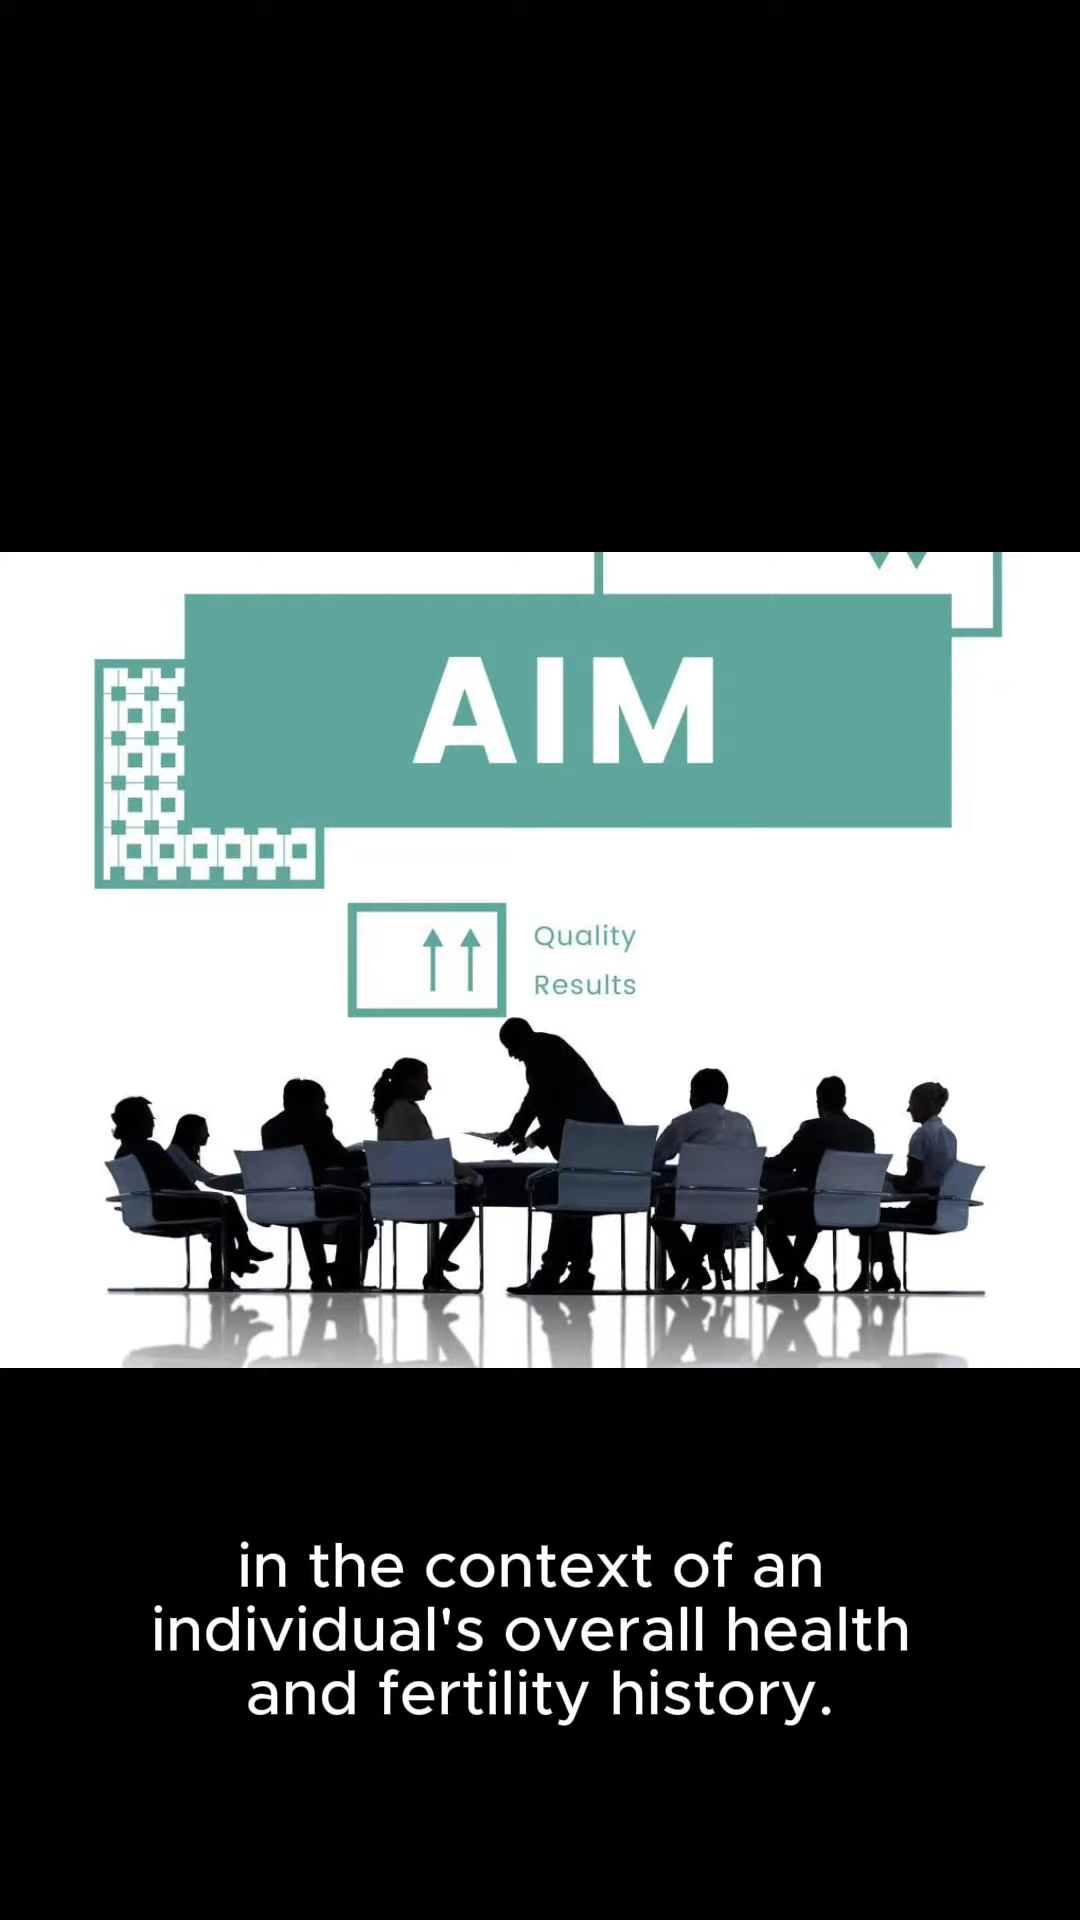 AIM
Quality
Results
in the context of an
individual's overall health
and fertility history.